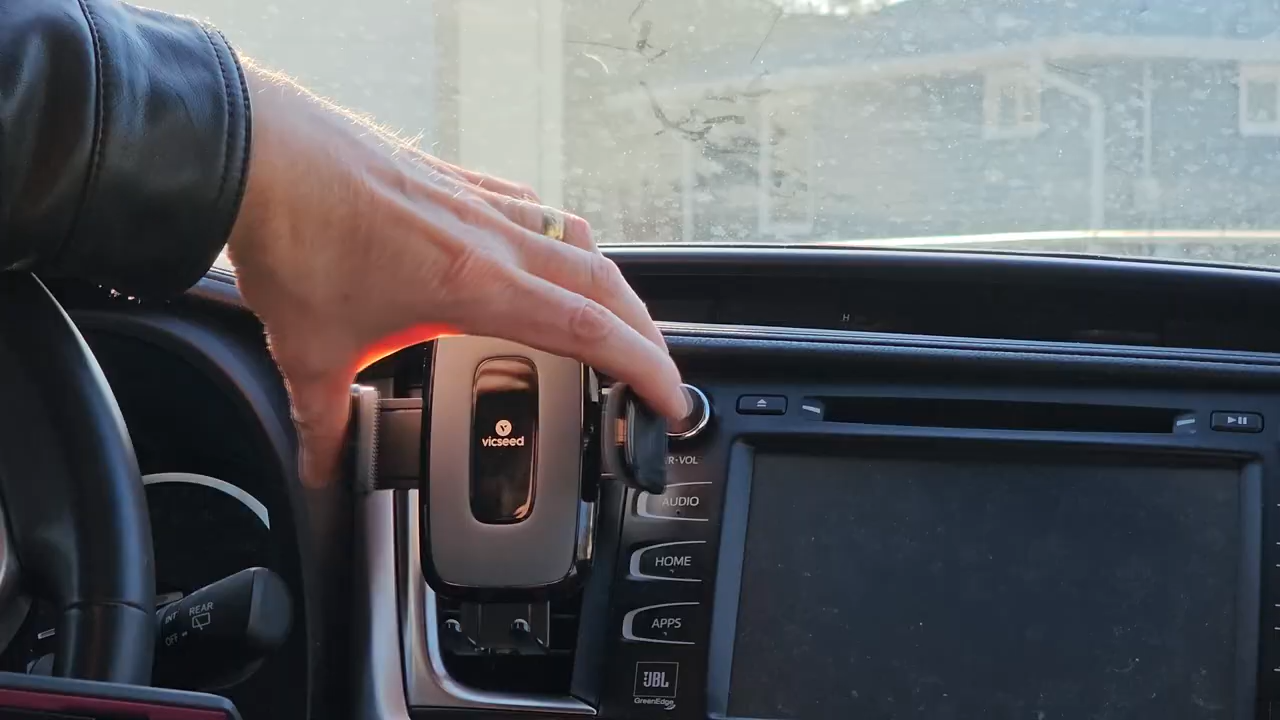 H
vicseed
R•VOL
AUDIO
HOME
APPS
JBL
GreenEdge
REAR
INT
OFF